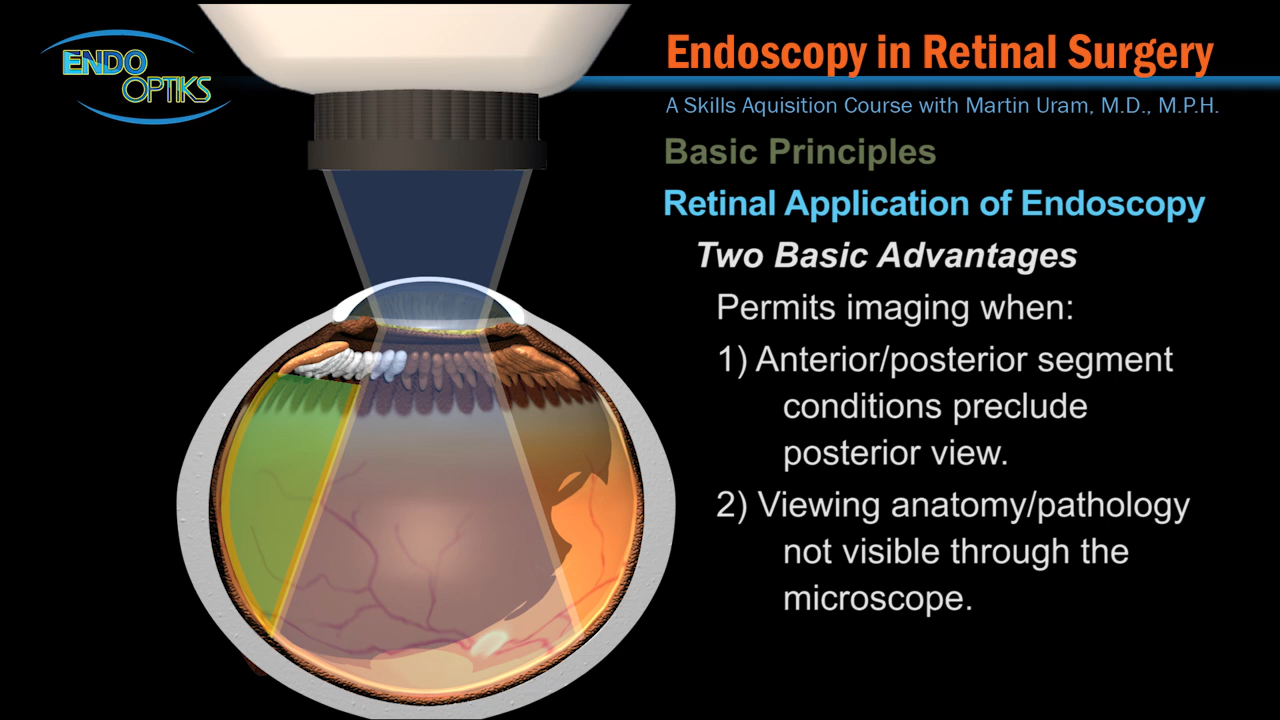 ENDO
OPTIKS
Endoscopy in Retinal Surgery
A Skills Aquisition Course with Martin Uram, M.D., M.P.H.
Basic Principles
Retinal Application of Endoscopy
Two Basic Advantages
Permits imaging when:
1) Anterior/posterior segment
conditions preclude
posterior view.
2) Viewing anatomy/pathology
not visible through the
microscope.